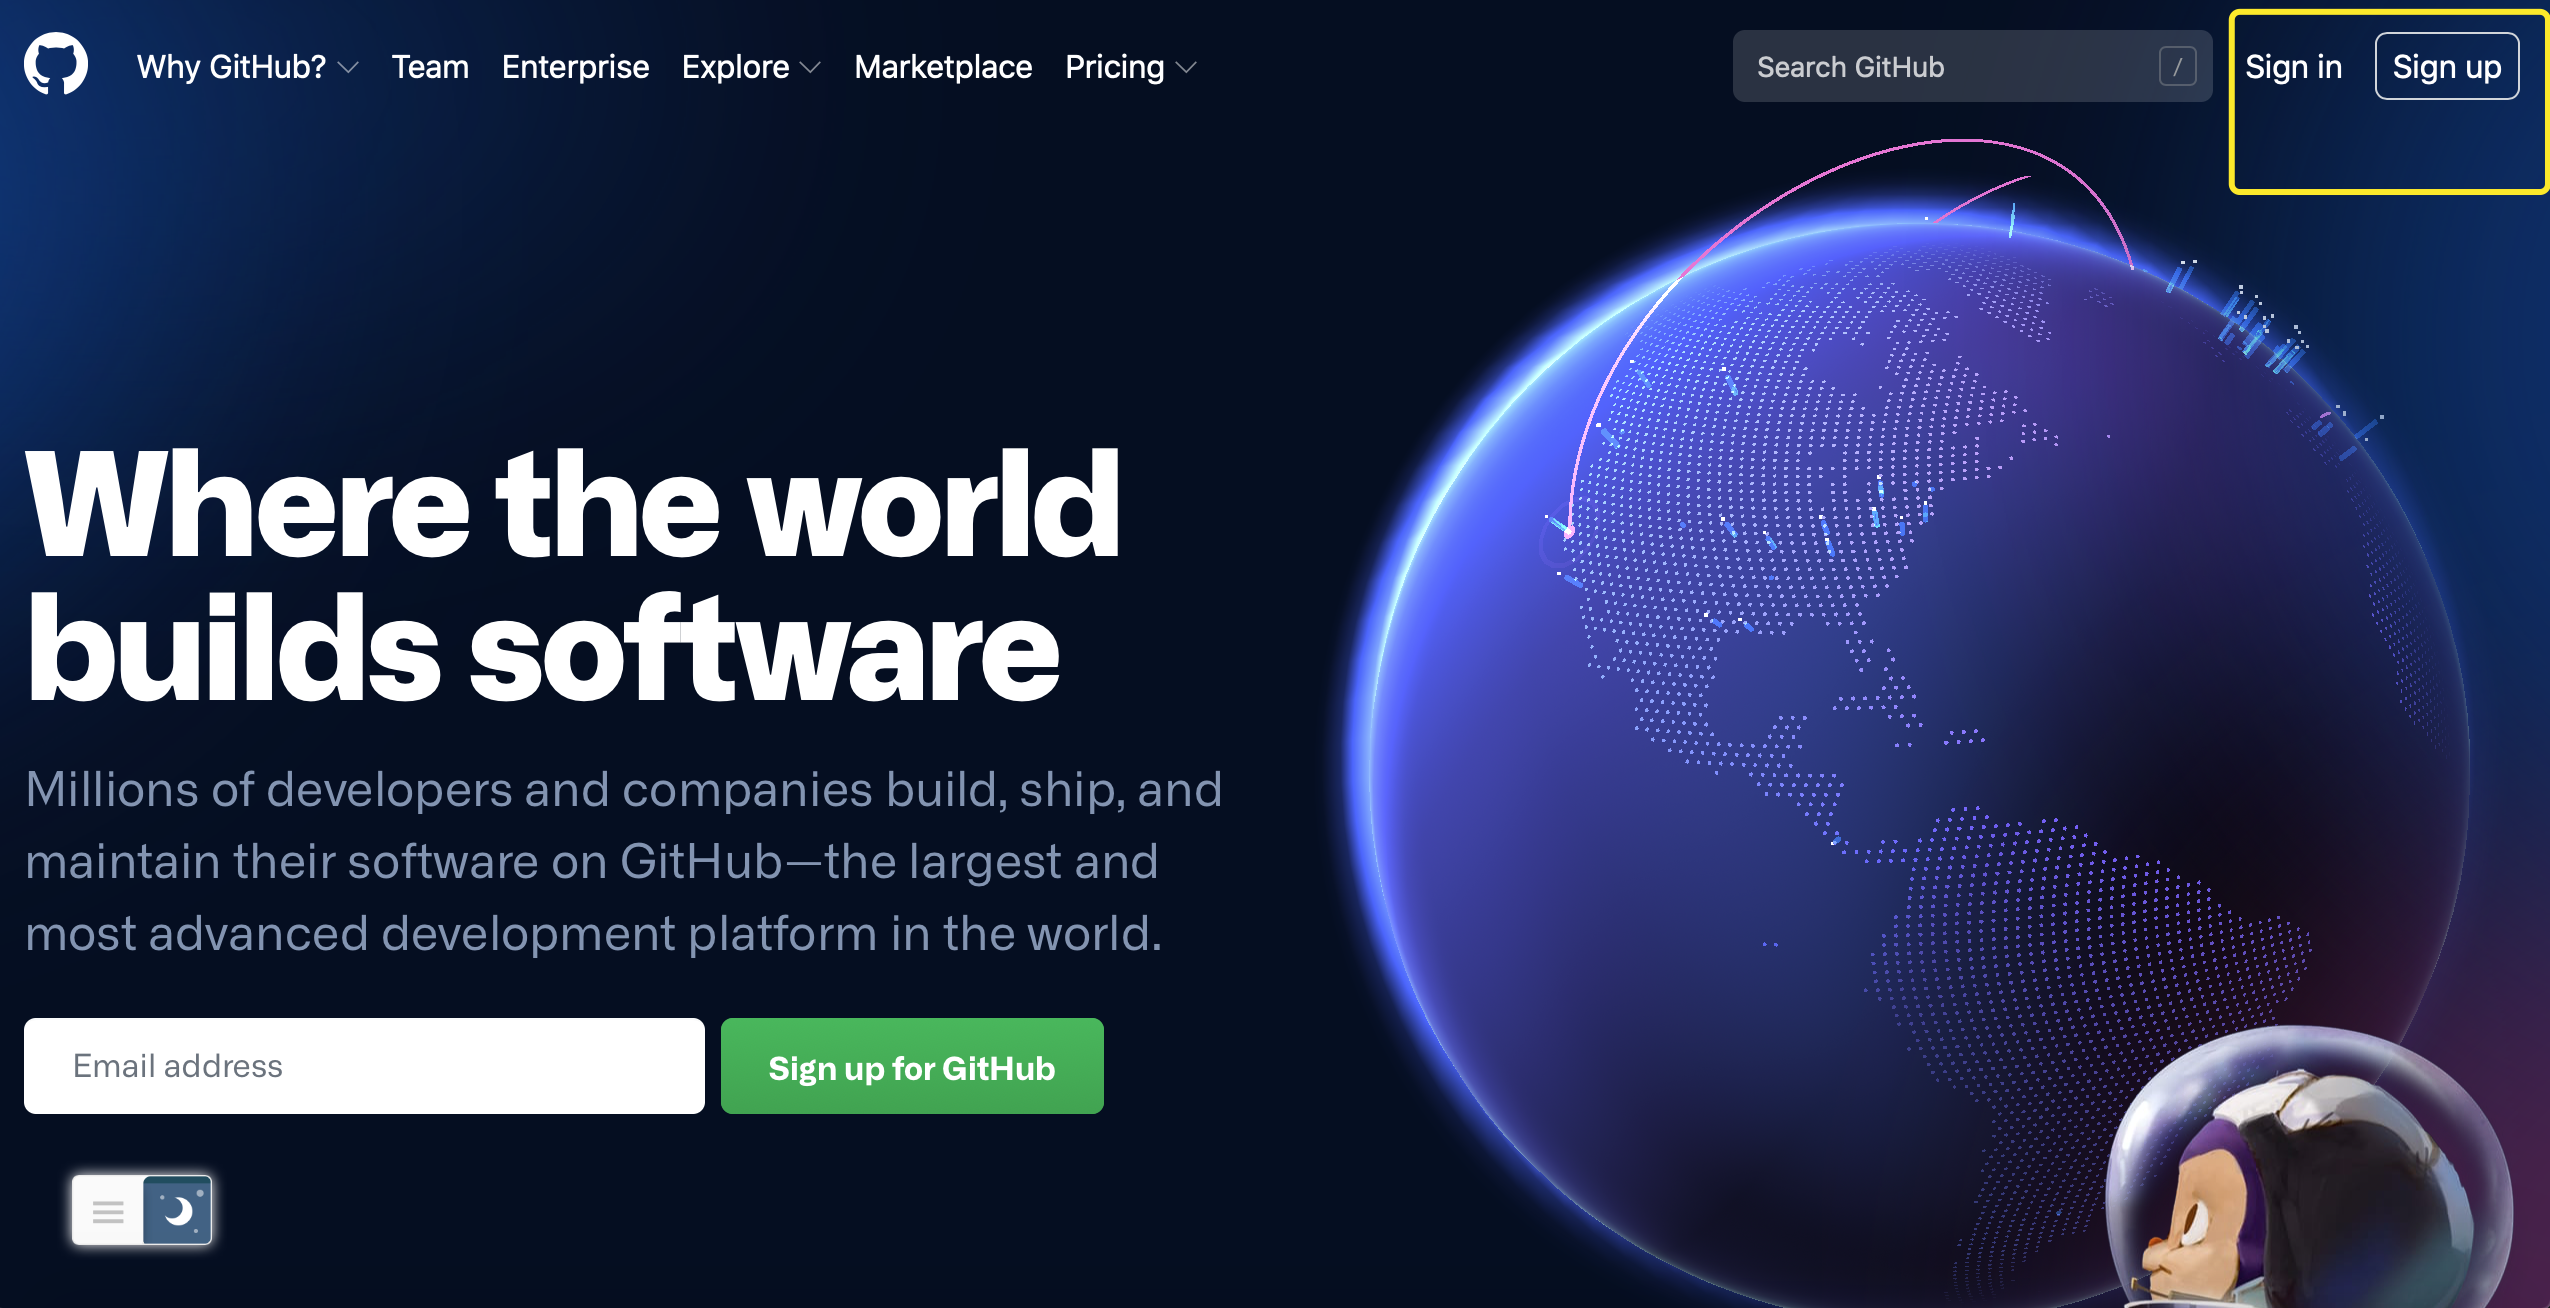 Why GitHub? Team Enterprise Explore Marketplace Pricing Search GitHub / Sign in Sign up
Where the world
builds software
Millions of developers and companies build, ship, and
maintain their software on GitHub—the largest and
most advanced development platform in the world.
Email address Sign up for GitHub